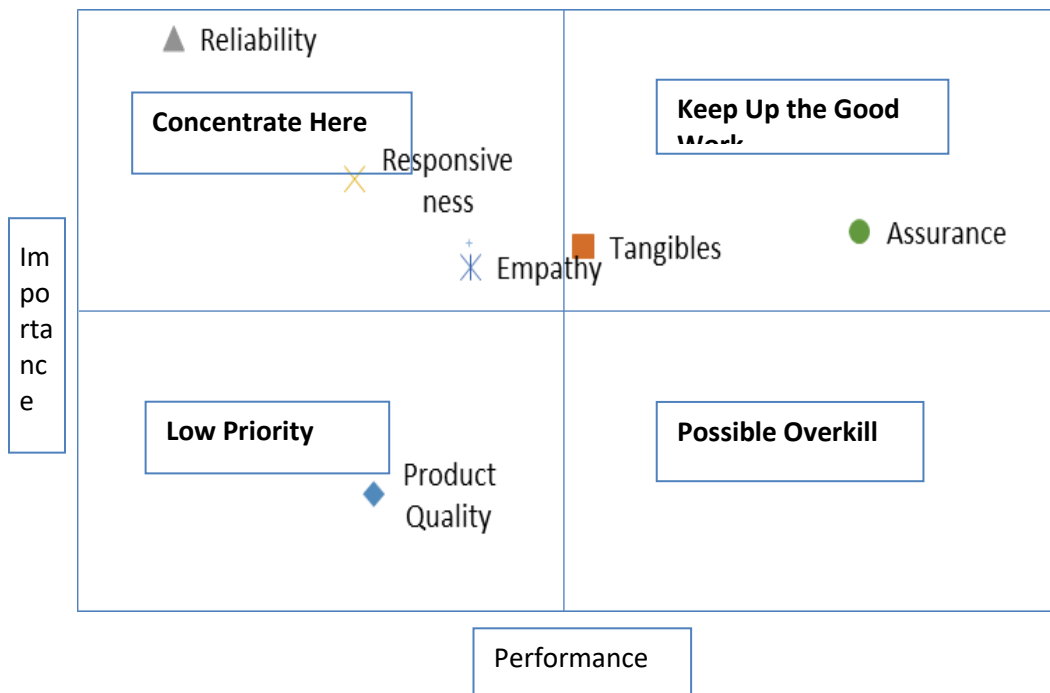 Reliability
Concentrate Here
Keep Up the Good
Work
Responsive
ness
Assurance
Tangibles
Empathy
Im
po
rta
nc
e
Low Priority
Possible Overkill
Product
Quality
Performance